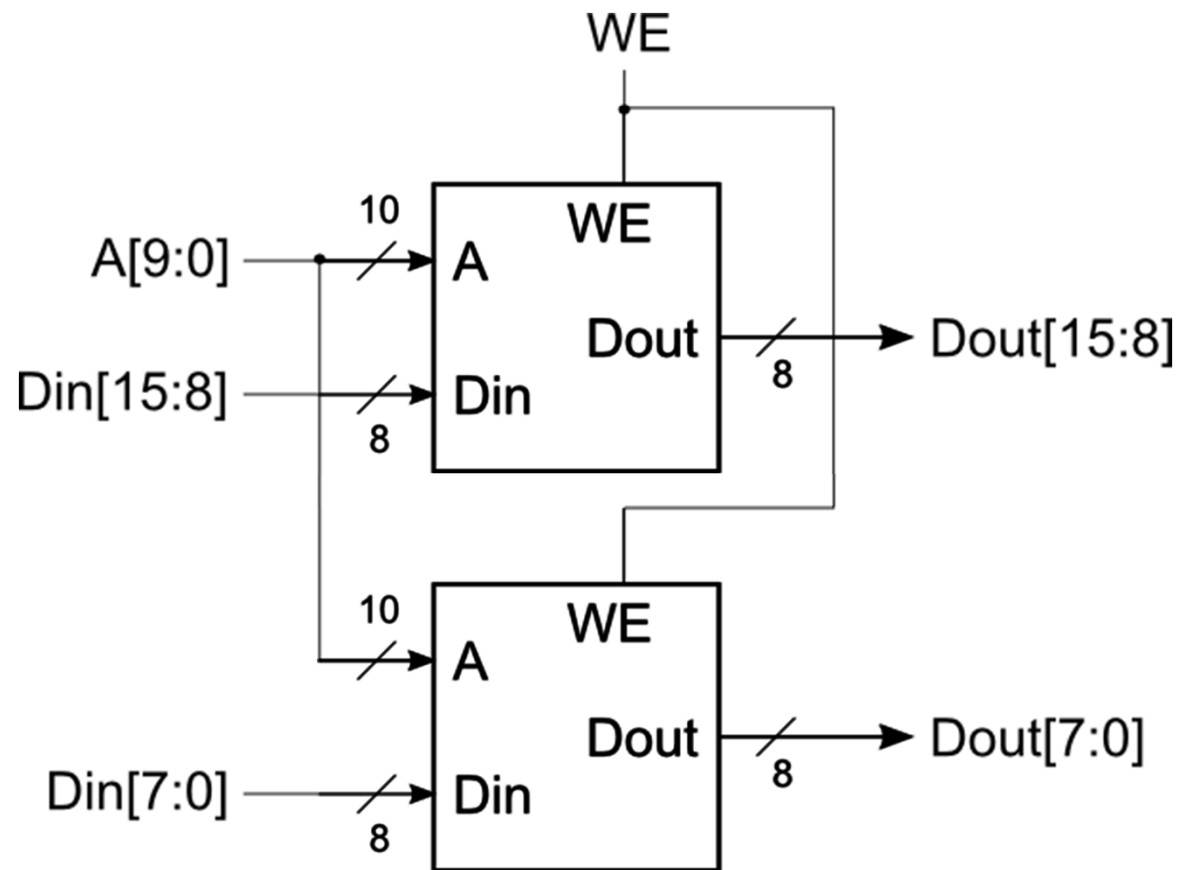 WE
10
WE
A[9:0]
A
Dout
Dout[15:8]
8
Din[15:8]
Din
8
10
WE
A
Dout
Dout[7:0]
8
Din[7:0]
Din
8